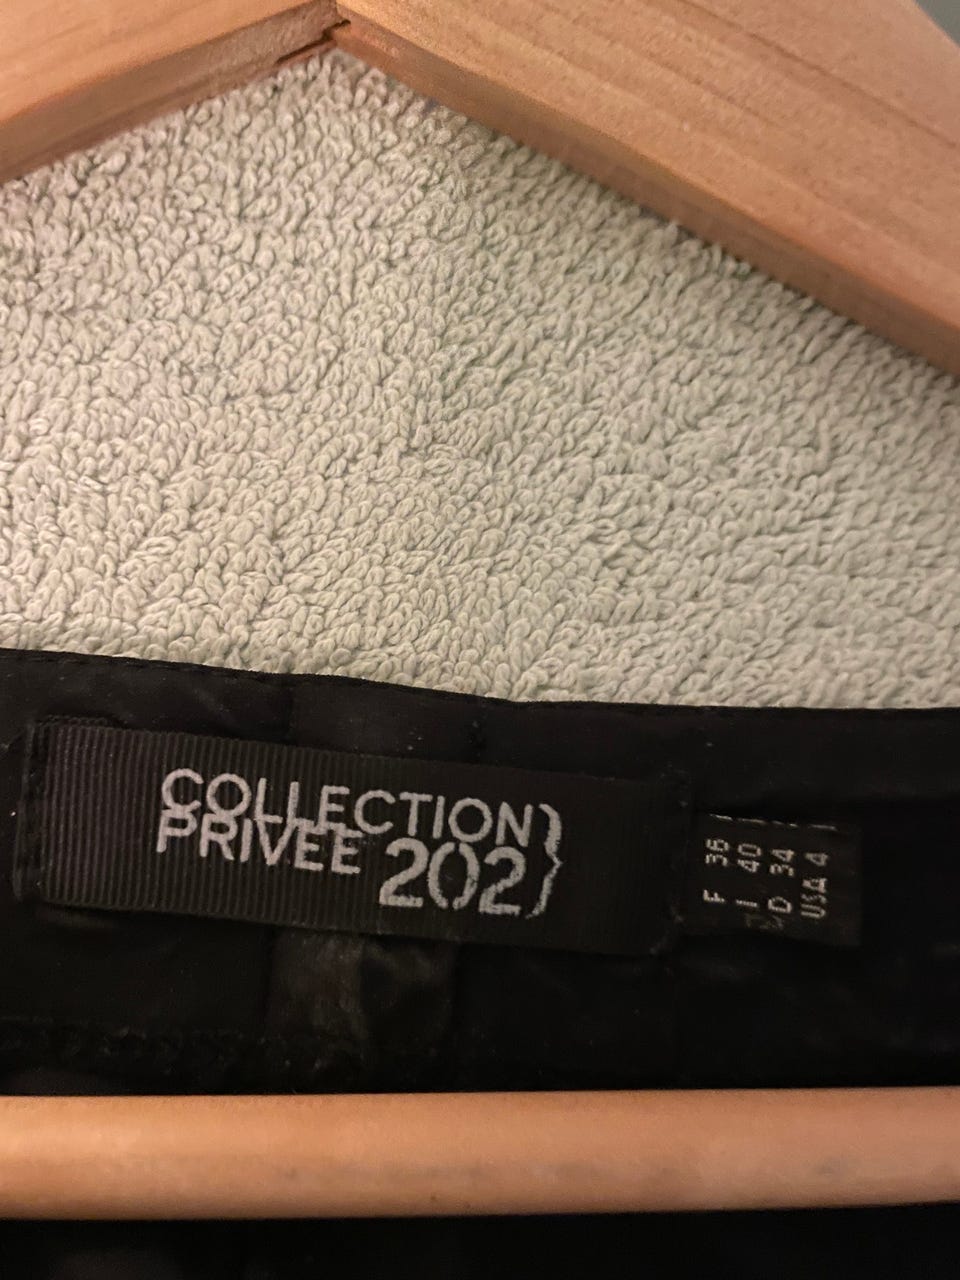 COLLECTION}
PRIVEE 202}
F 36
I 40
D 34
USA 4